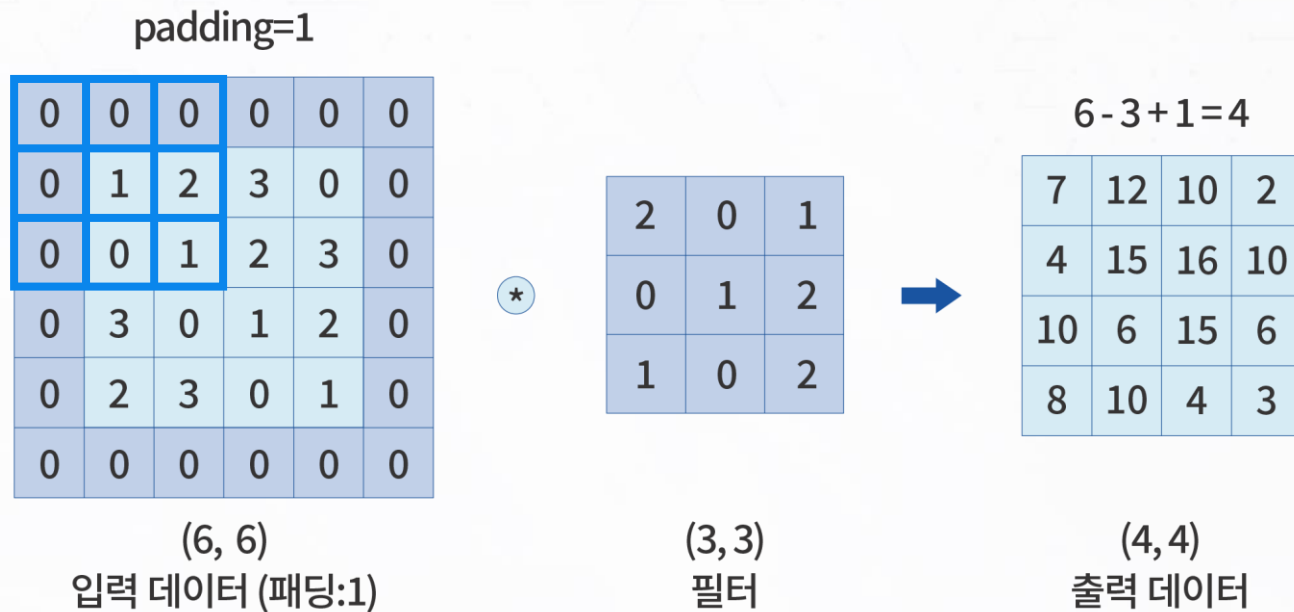 padding=1
0 0 0 0 0 0
0 1 2 3 0 0
0 0 1 2 3 0
0 3 0 1 2 0
0 2 3 0 1 0
0 0 0 0 0 0
(6, 6)
입력 데이터 (패딩:1)
*
2 0 1
0 1 2
1 0 2
(3, 3)
필터
6-3+1=4
7 12 10 2
4 15 16 10
10 6 15 6
8 10 4 3
(4, 4)
출력 데이터